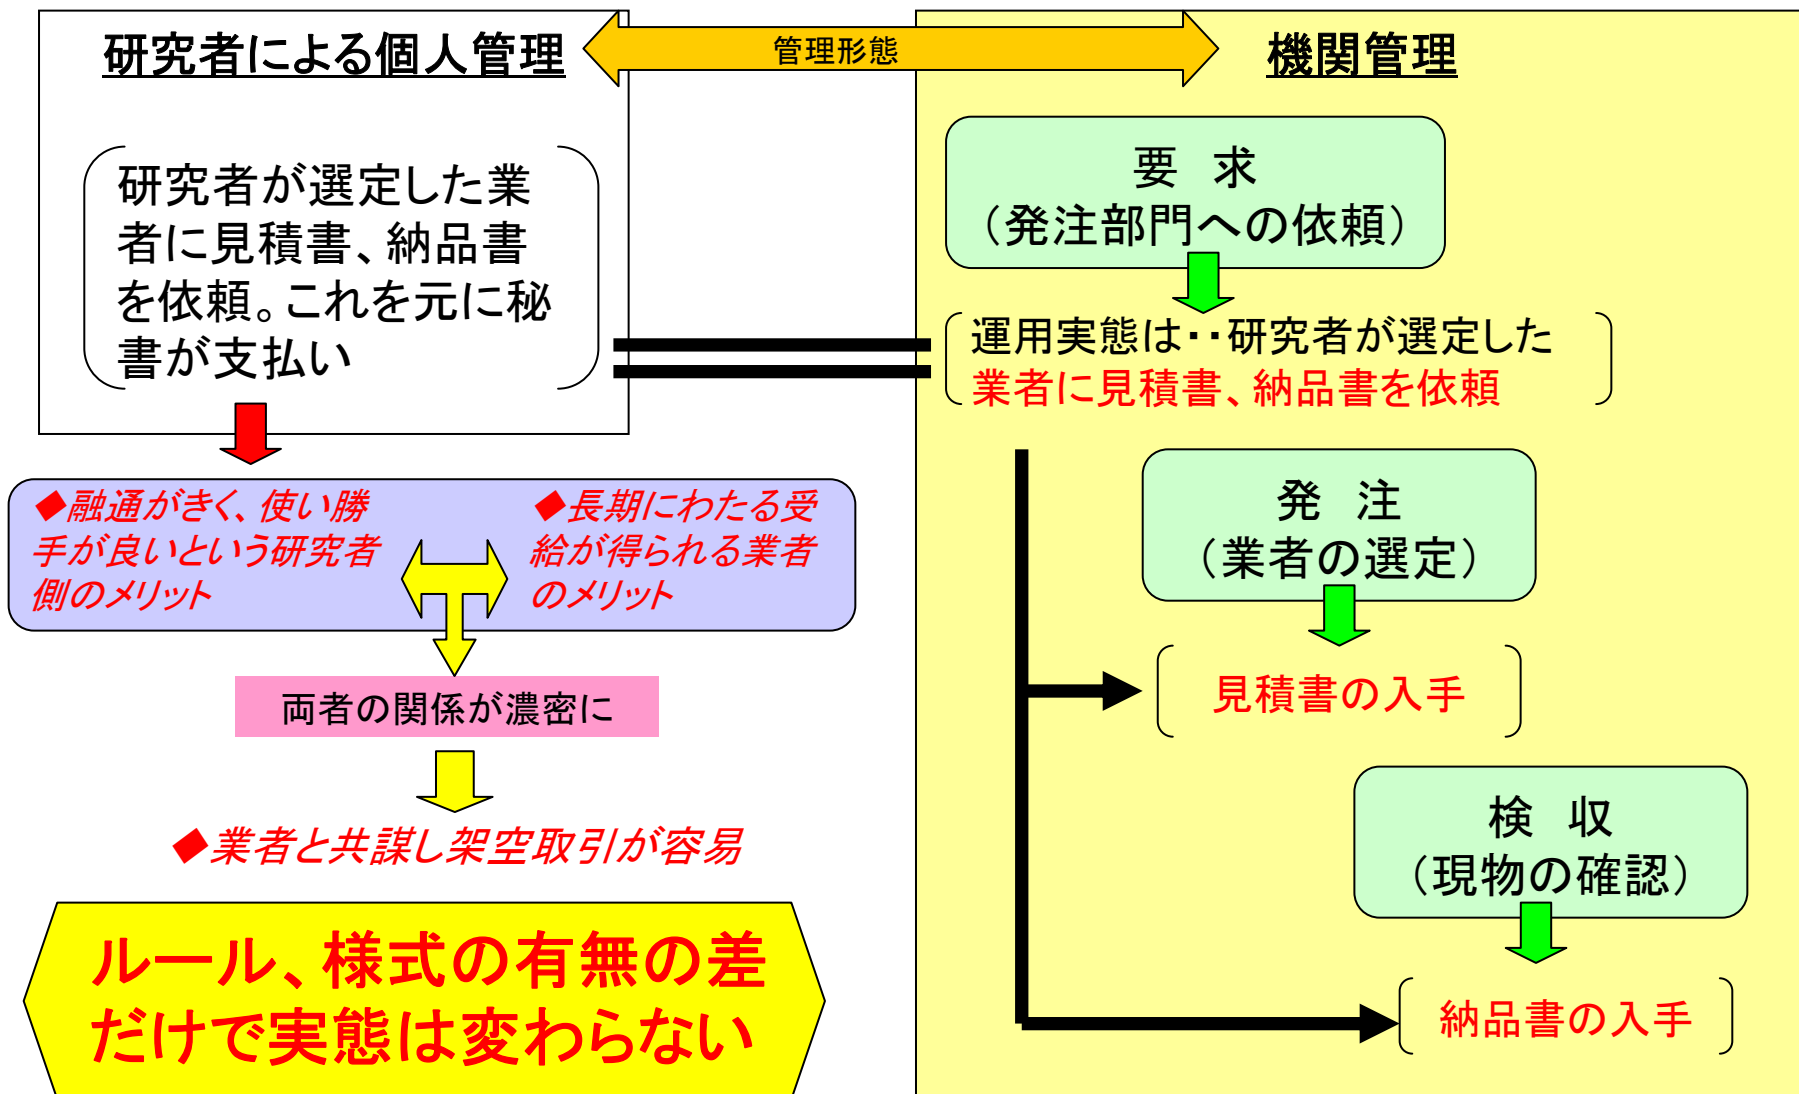 研究者による個人管理
管理形態
機関管理
研究者が選定した業
者に見積書、納品書
を依頼。これを元に秘
書が支払い
◆融通がきく、使い勝
手が良いという研究者
側のメリット
◆長期にわたる受
給が得られる業者
のメリット
両者の関係が濃密に
◆業者と共謀し架空取引が容易
ルール、様式の有無の差
だけで実態は変わらない
要 求
（発注部門への依頼）
運用実態は・・研究者が選定した
業者に見積書、納品書を依頼
発 注
（業者の選定）
見積書の入手
検 収
（現物の確認）
納品書の入手